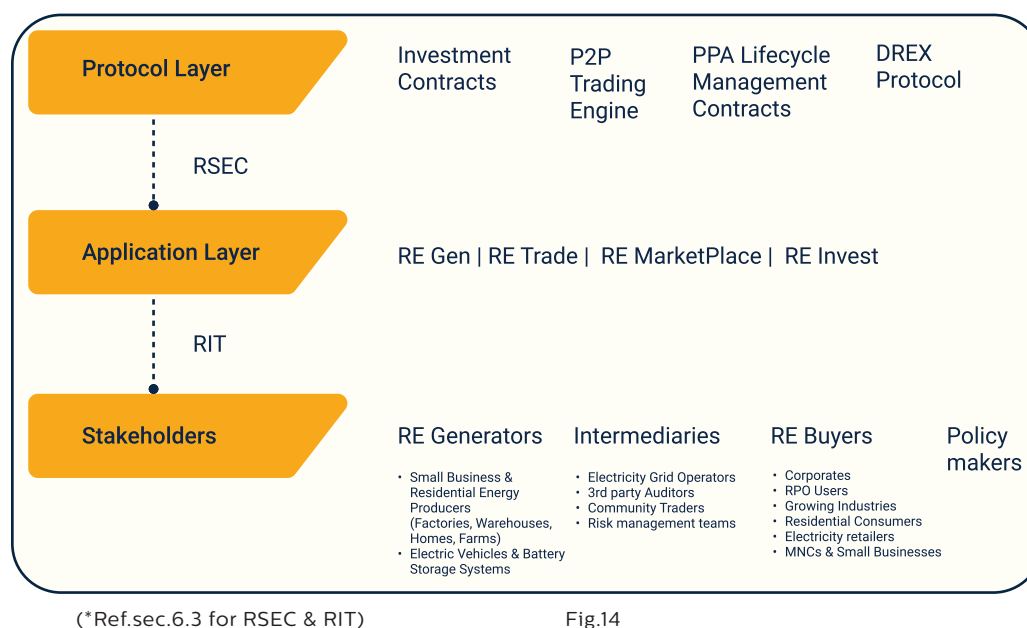 Protocol Layer
Investment
Contracts
P2P
Trading
Engine
PPA Lifecycle
Management
Contracts
DREX
Protocol
RSEC
Application Layer
RE Gen | RE Trade | RE MarketPlace | RE Invest
RIT
Stakeholders
RE Generators
• Small Business &
Residential Energy
Producers
(Factories, Warehouses,
Homes, Farms)
• Electric Vehicles & Battery
Storage Systems
Intermediaries
• Electricity Grid Operators
• 3rd party Auditors
• Community Traders
• Risk management teams
RE Buyers
• Corporates
• RPO Users
• Growing Industries
• Residential Consumers
• Electricity retailers
• MNCs & Small Businesses
Policy
makers
(*Ref.sec.6.3 for RSEC & RIT)
Fig.14